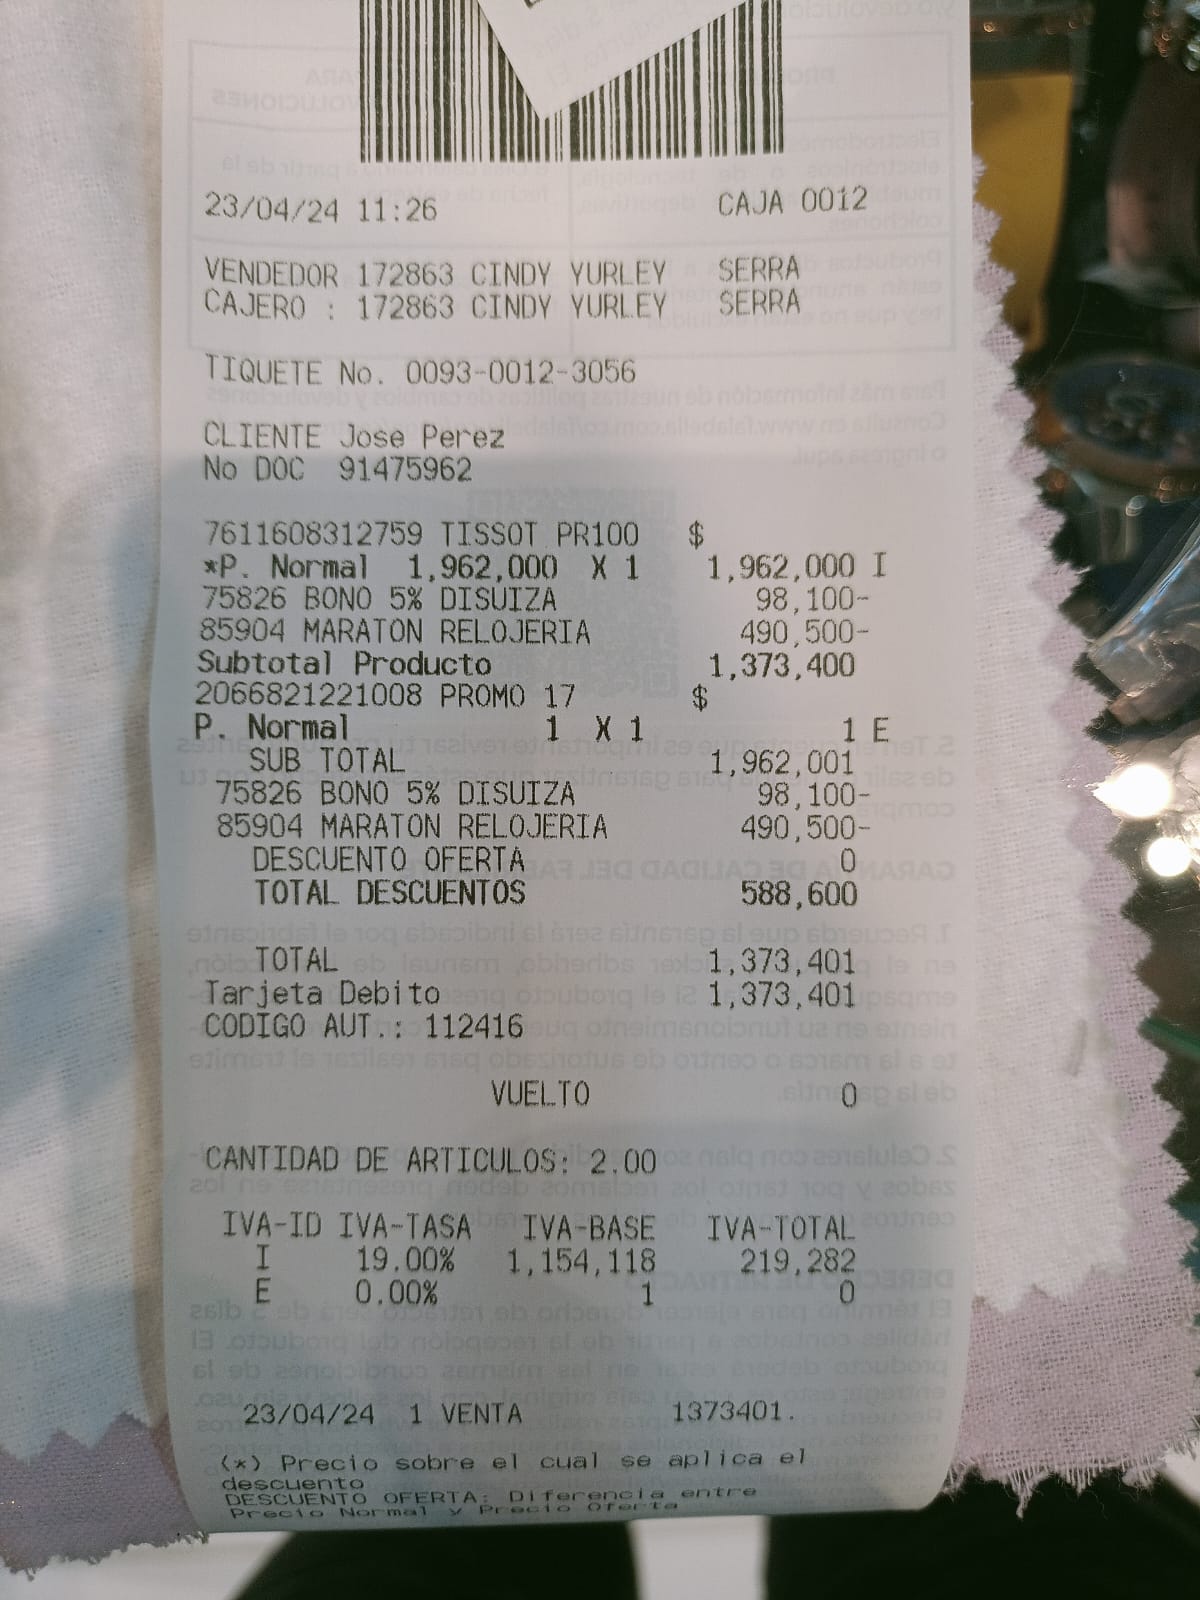 23/04/24 11:26 CAJA 0012
VENDEDOR 172863 CINDY YURLEY SERRA
CAJERO : 172863 CINDY YURLEY SERRA
TIQUETE No. 0093-0012-3056
CLIENTE Jose Perez
No DOC 91475962
7611608312759 TISSOT PR100 $
*P. Normal 1,962,000 X 1 1,962,000 I
75826 BONO 5% DISUIZA 98,100-
85904 MARATON RELOJERIA 490,500-
Subtotal Producto 1,373,400
2066821221008 PROMO 17 $
P. Normal 1 X 1 1 E
SUB TOTAL 1,962,001
75826 BONO 5% DISUIZA 98,100-
85904 MARATON RELOJERIA 490,500-
DESCUENTO OFERTA 0
TOTAL DESCUENTOS 588,600
TOTAL 1,373,401
Tarjeta Debito 1,373,401
CODIGO AUT.: 112416
VUELTO 0
CANTIDAD DE ARTICULOS: 2.00
IVA-ID IVA-TASA IVA-BASE IVA-TOTAL
I 19.00% 1,154,118 219,282
E 0.00% 1 0
23/04/24 1 VENTA 1373401.
(*) Precio sobre el cual se aplica el
descuento
DESCUENTO OFERTA: Diferencia entre
Precio Normal y Precio Oferta